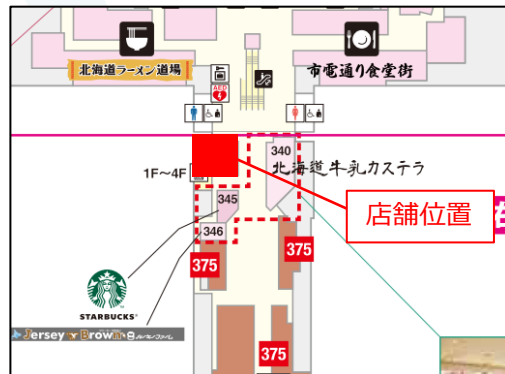 北海道ラーメン道場
市電通り食堂街
AED
340
1F～4F
北海道牛乳カステラ
345
店舗位置
346
375
375
STARBUCKS®
Jersey Brown
375